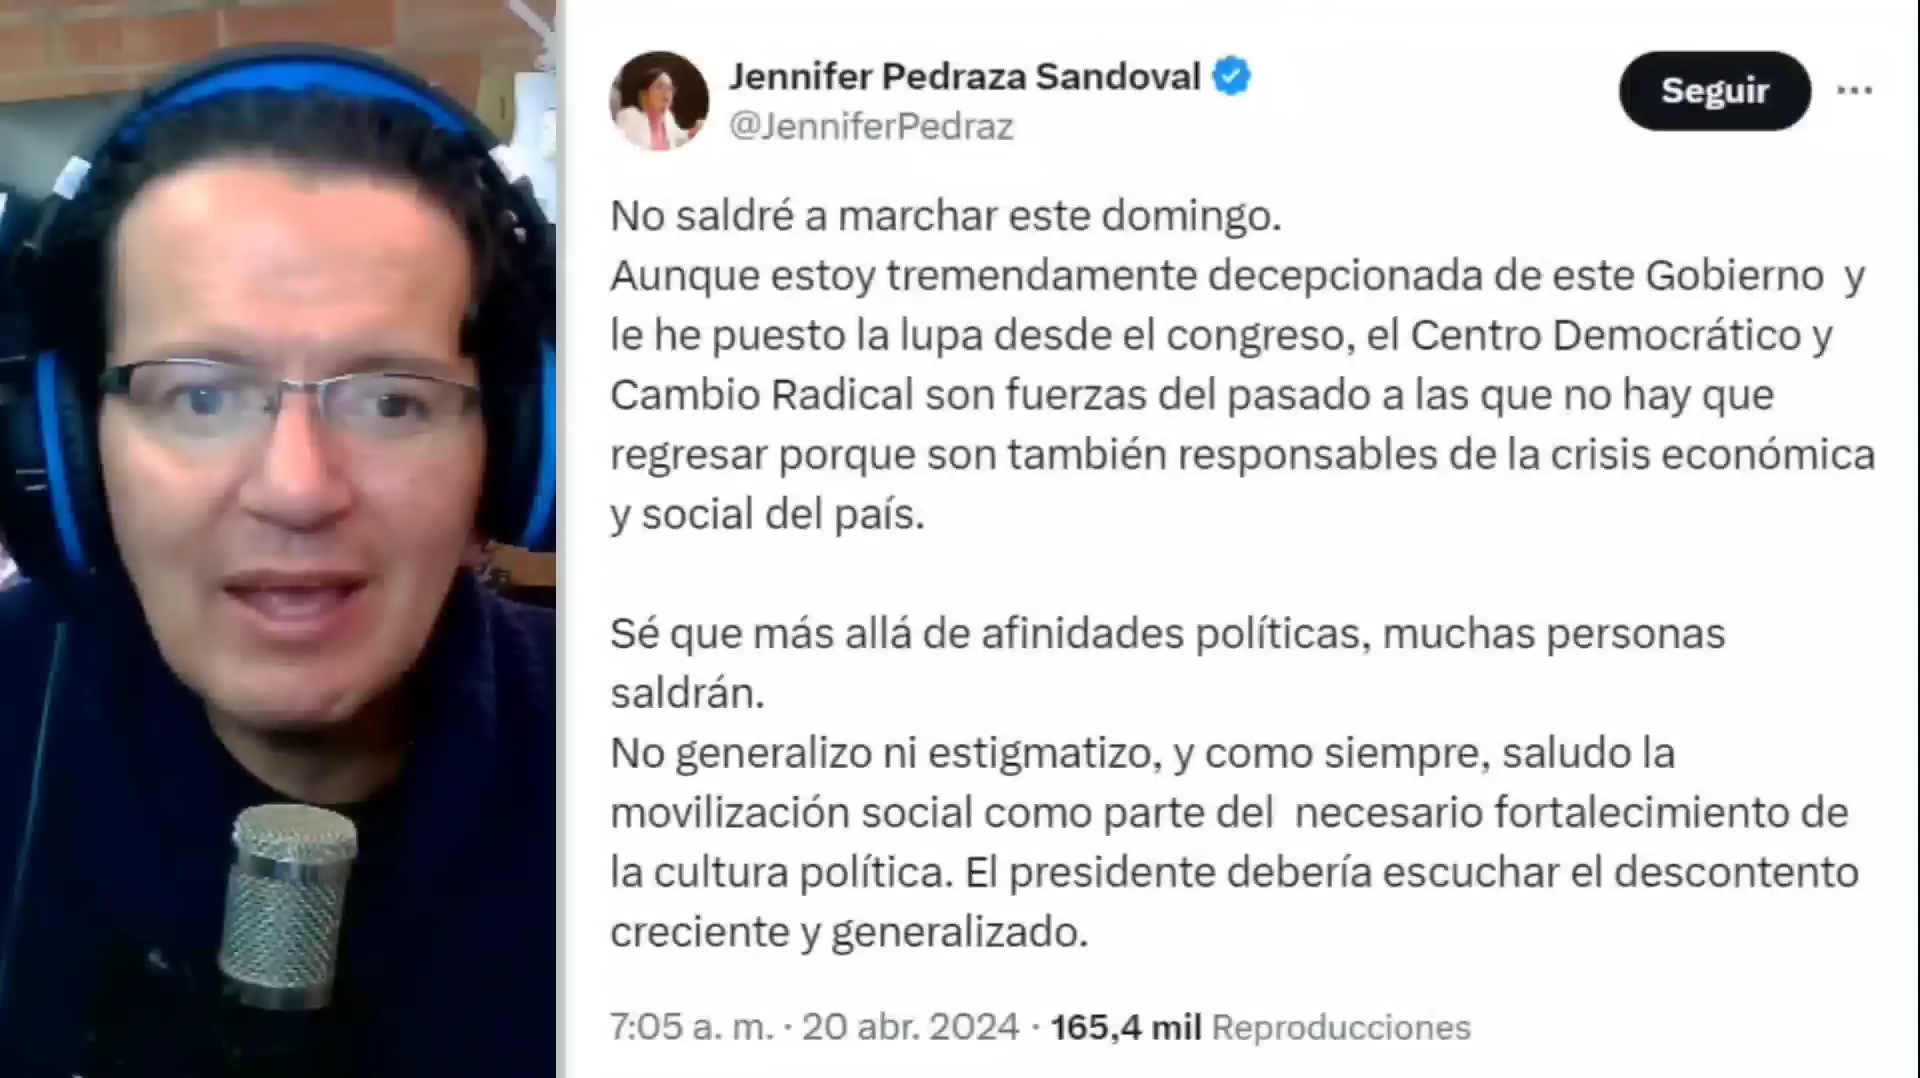 Jennifer Pedraza Sandoval
@JenniferPedraz
Seguir
No saldré a marchar este domingo.
Aunque estoy tremendamente decepcionada de este Gobierno y
le he puesto la lupa desde el congreso, el Centro Democrático y
Cambio Radical son fuerzas del pasado a las que no hay que
regresar porque son también responsables de la crisis económica
y social del país.
Sé que más allá de afinidades políticas, muchas personas
saldrán.
No generalizo ni estigmatizo, y como siempre, saludo la
movilización social como parte del necesario fortalecimiento de
la cultura política. El presidente debería escuchar el descontento
creciente y generalizado.
7:05 a. m. · 20 abr. 2024 · 165,4 mil Reproducciones